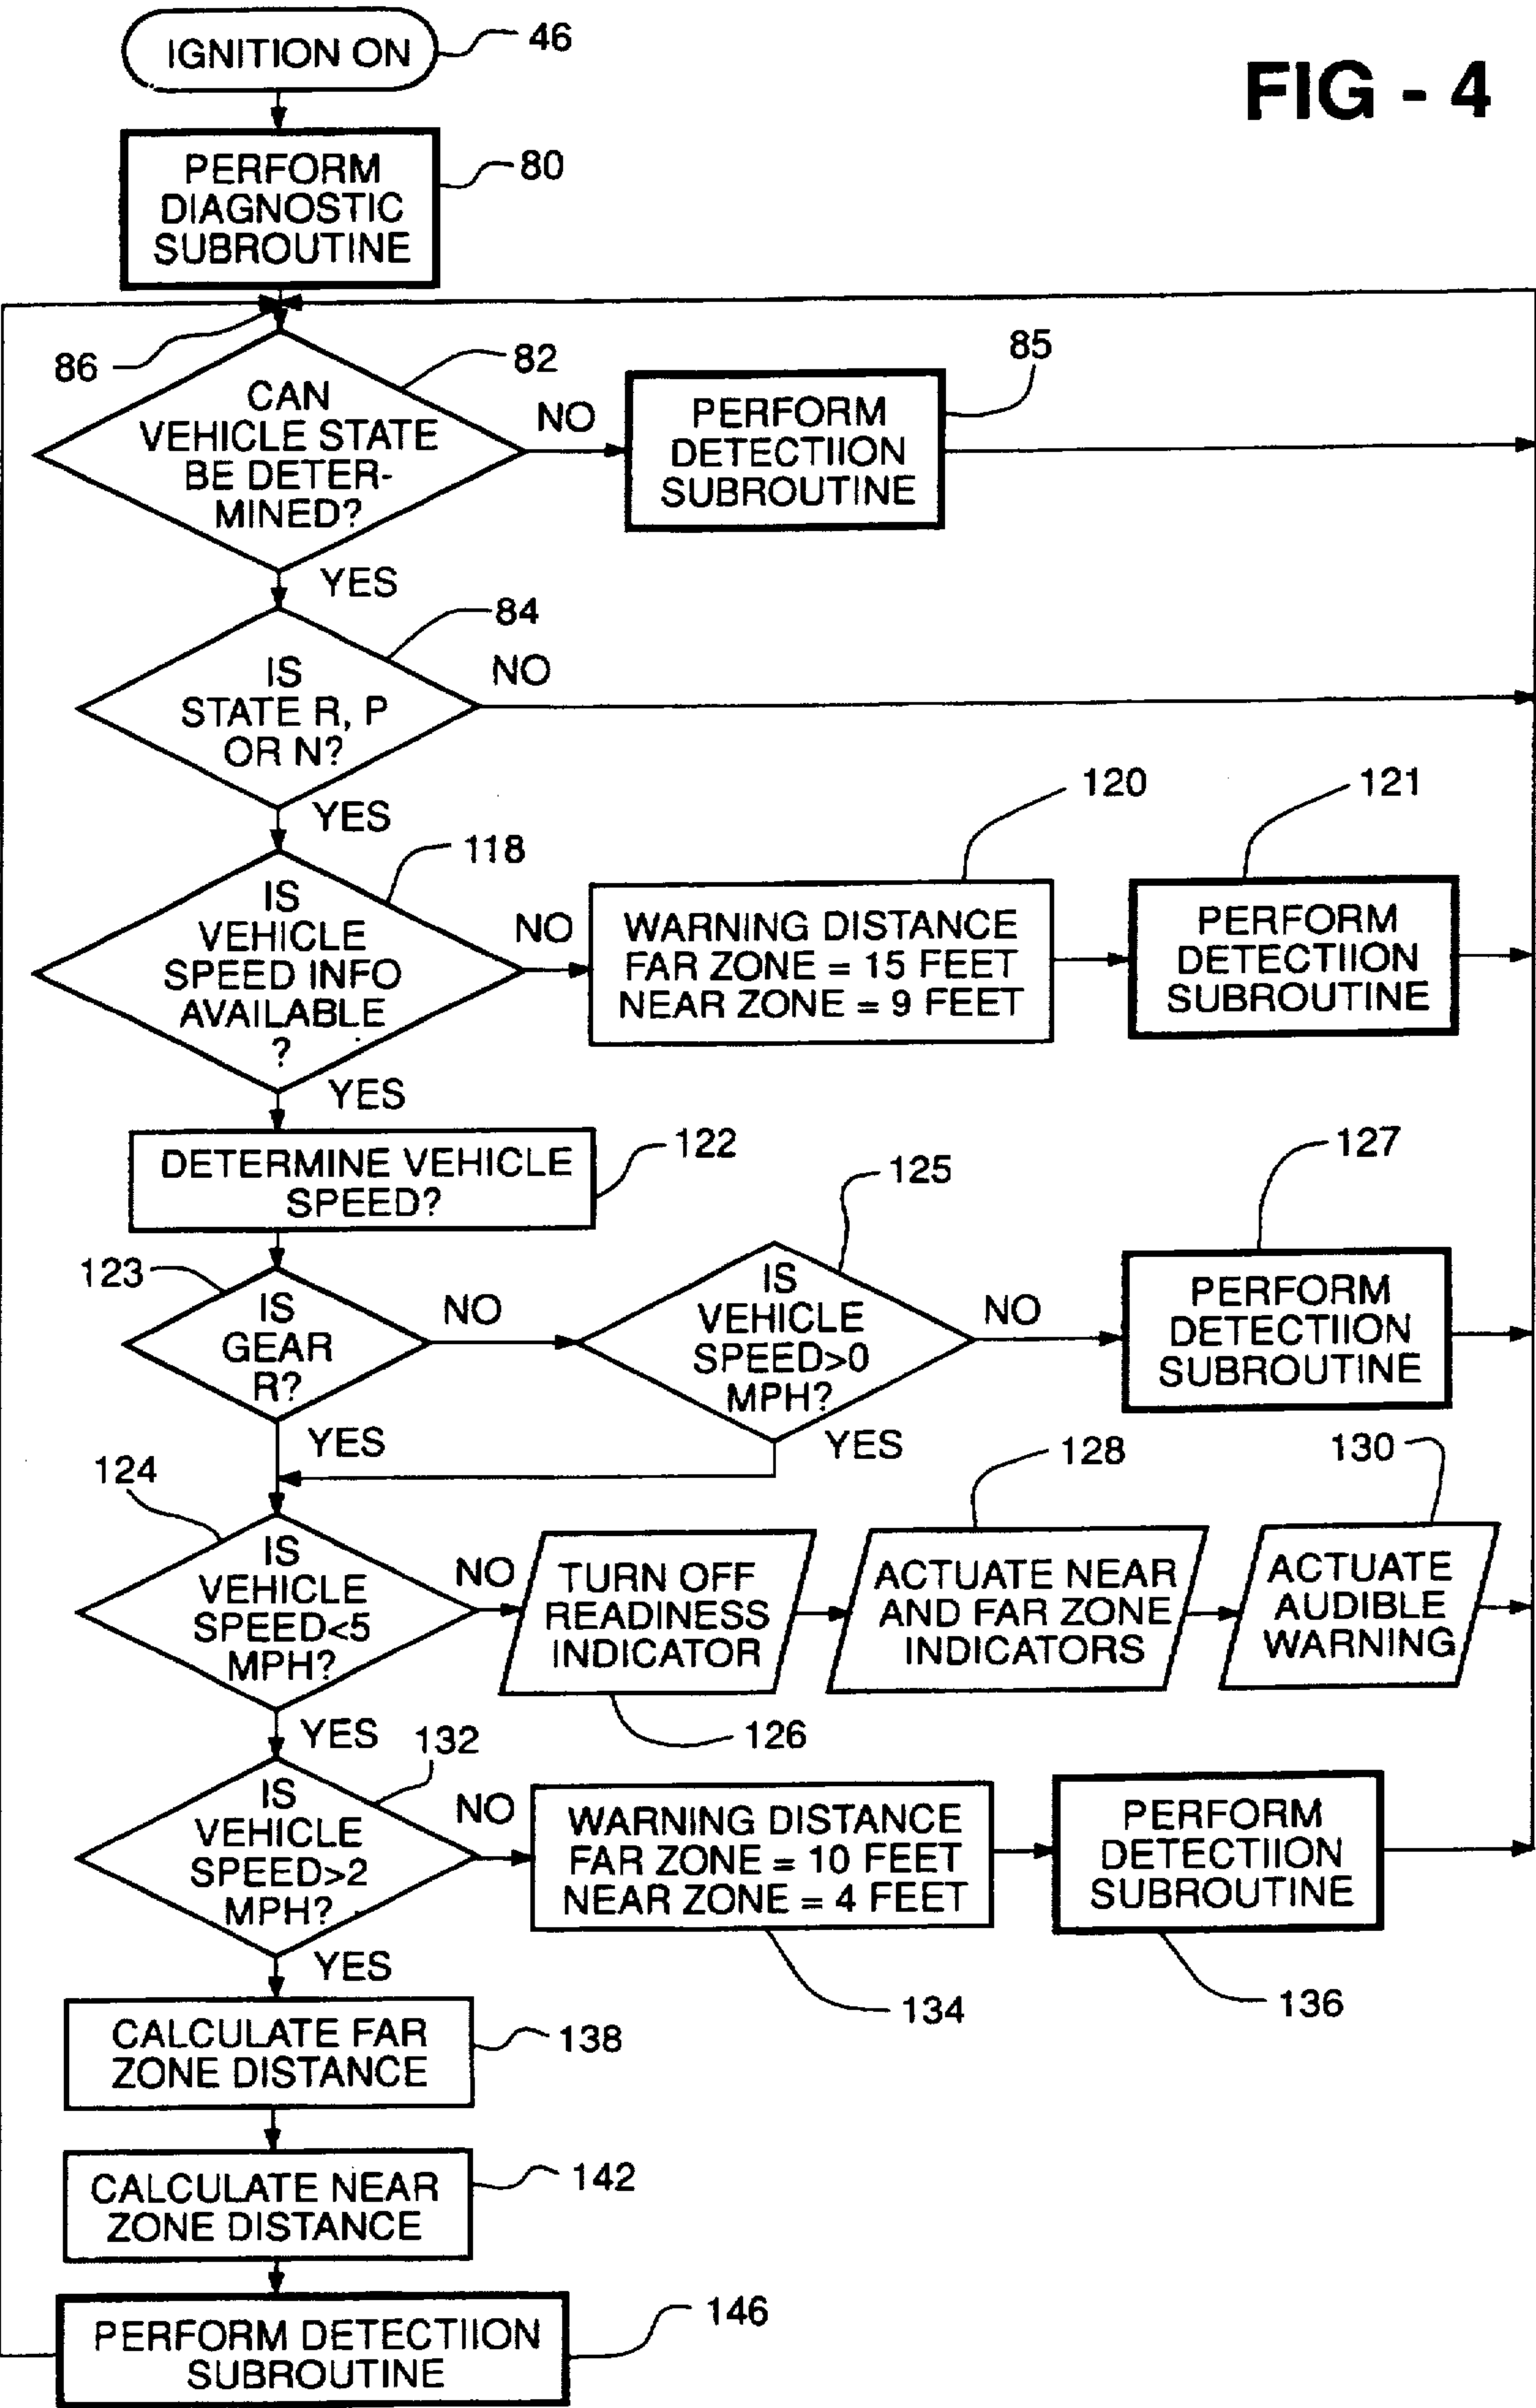 IGNITION ON
46
FIG - 4
PERFORM
DIAGNOSTIC
SUBROUTINE
80
86
82
CAN
VEHICLE STATE
BE DETER-
MINED?
NO
PERFORM
DETECTIION
SUBROUTINE
85
YES
84
IS
STATE R, P
OR N?
NO
YES
118
IS
VEHICLE
SPEED INFO
AVAILABLE
?
NO
120
WARNING DISTANCE
FAR ZONE = 15 FEET
NEAR ZONE = 9 FEET
121
PERFORM
DETECTIION
SUBROUTINE
YES
DETERMINE VEHICLE
SPEED?
122
123
IS
GEAR
R?
NO
125
IS
VEHICLE
SPEED>0
MPH?
NO
127
PERFORM
DETECTIION
SUBROUTINE
YES
YES
124
IS
VEHICLE
SPEED<5
MPH?
NO
TURN OFF
READINESS
INDICATOR
126
128
ACTUATE NEAR
AND FAR ZONE
INDICATORS
130
ACTUATE
AUDIBLE
WARNING
YES
132
IS
VEHICLE
SPEED>2
MPH?
NO
WARNING DISTANCE
FAR ZONE = 10 FEET
NEAR ZONE = 4 FEET
134
PERFORM
DETECTIION
SUBROUTINE
136
YES
CALCULATE FAR
ZONE DISTANCE
138
CALCULATE NEAR
ZONE DISTANCE
142
PERFORM DETECTIION
SUBROUTINE
146